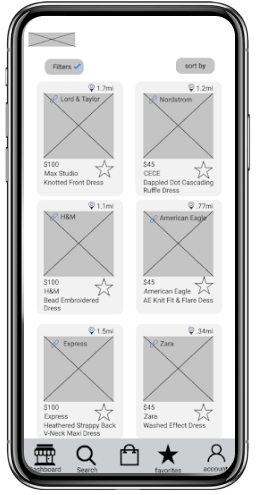 Filters
sort by
1.7mi
1.2mi
Lord & Taylor
Nordstrom
$100
Max Studio
Knotted Front Dress
$45
CECE
Dappled Dot Cascading
Ruffle Dress
1.1mi
.77mi
H&M
American Eagle
$100
H&M
Bead Embroidered
Dress
$45
American Eagle
AE Knit Fit & Flare Dess
1.5mi
.34mi
Express
Zara
$100
Express
Heathered Strappy Back
V-Neck Maxi Dress
$45
Zara
Washed Effect Dress
dashboard
Search
favorites
account